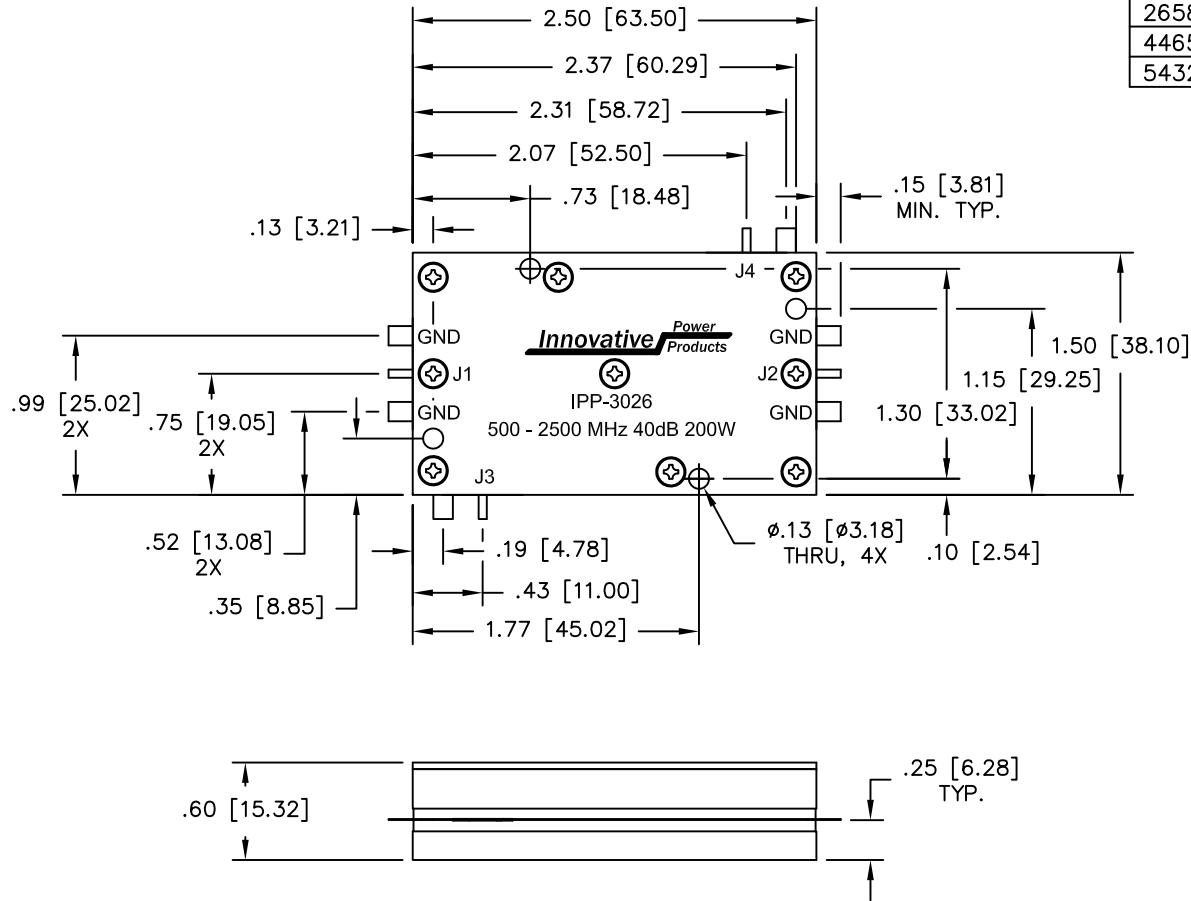 2.50 [63.50]
2658
4465
5432
2.37 [60.29]
2.31 [58.72]
2.07 [52.50]
.73 [18.48]
.15 [3.81]
MIN. TYP.
.13 [3.21]
J4
GND
Innovative Power Products
GND
1.50 [38.10]
J1
J2
1.15 [29.25]
.99 [25.02]
2X
.75 [19.05]
2X
GND
IPP-3026
GND
1.30 [33.02]
500 - 2500 MHz 40dB 200W
J3
.52 [13.08]
2X
.19 [4.78]
ø.13 [ø3.18]
THRU, 4X
.10 [2.54]
.35 [8.85]
.43 [11.00]
1.77 [45.02]
.60 [15.32]
.25 [6.28]
TYP.